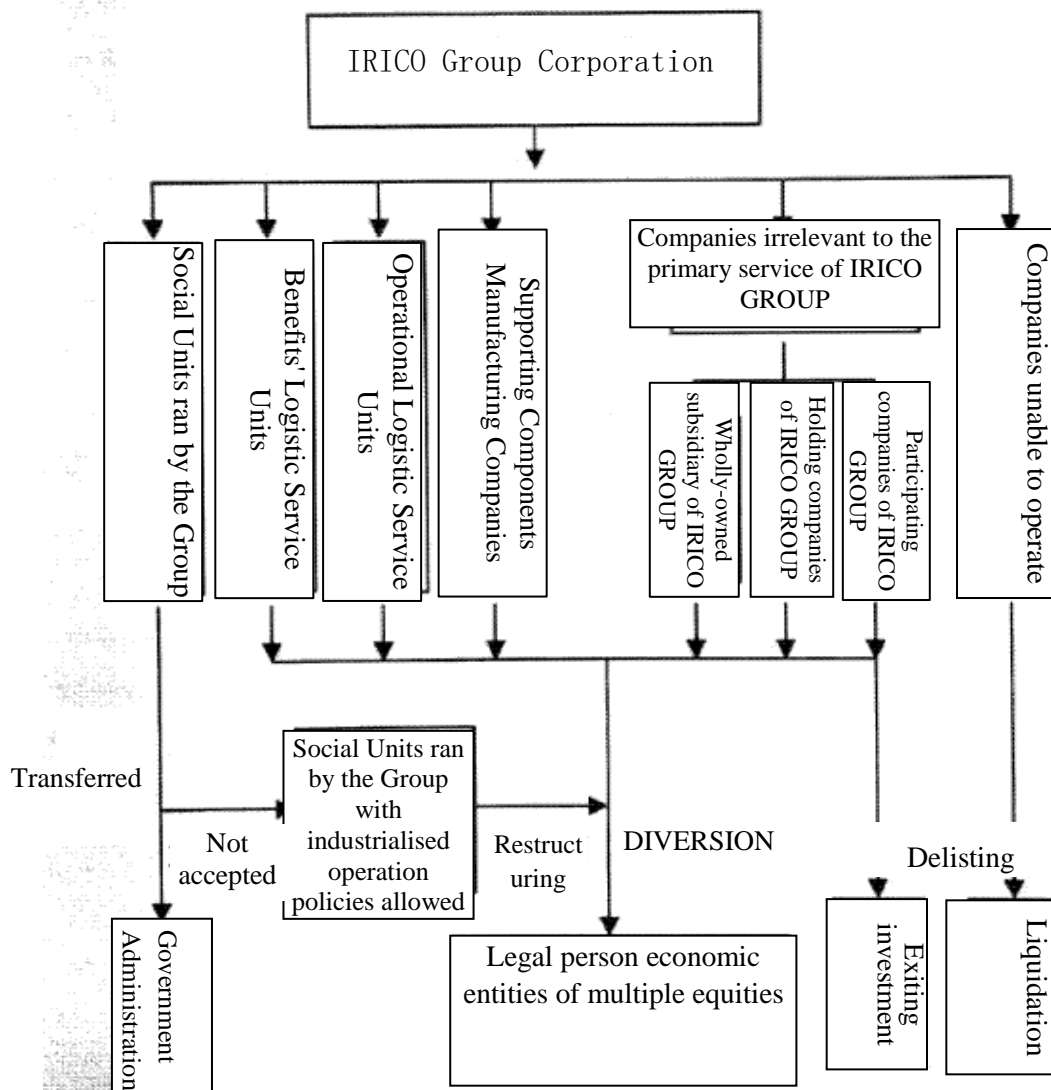 IRICO Group Corporation
Social Units ran by the Group
Benefits' Logistic Service
Units
Operational Logistic Service
Units
Supporting Components
Manufacturing Companies
Companies irrelevant to the
primary service of IRICO
GROUP
Companies unable to operate
Wholly-owned
subsidiary of IRICO
GROUP
Holding companies
of IRICO GROUP
Participating
companies of IRICO
GROUP
Transferred
Not
accepted
Social Units ran
by the Group
with
industrialised
operation
policies allowed
Restruct
uring
DIVERSION
Delisting
Government
Administration
Legal person economic
entities of multiple equities
Exiting
investment
Liquidation